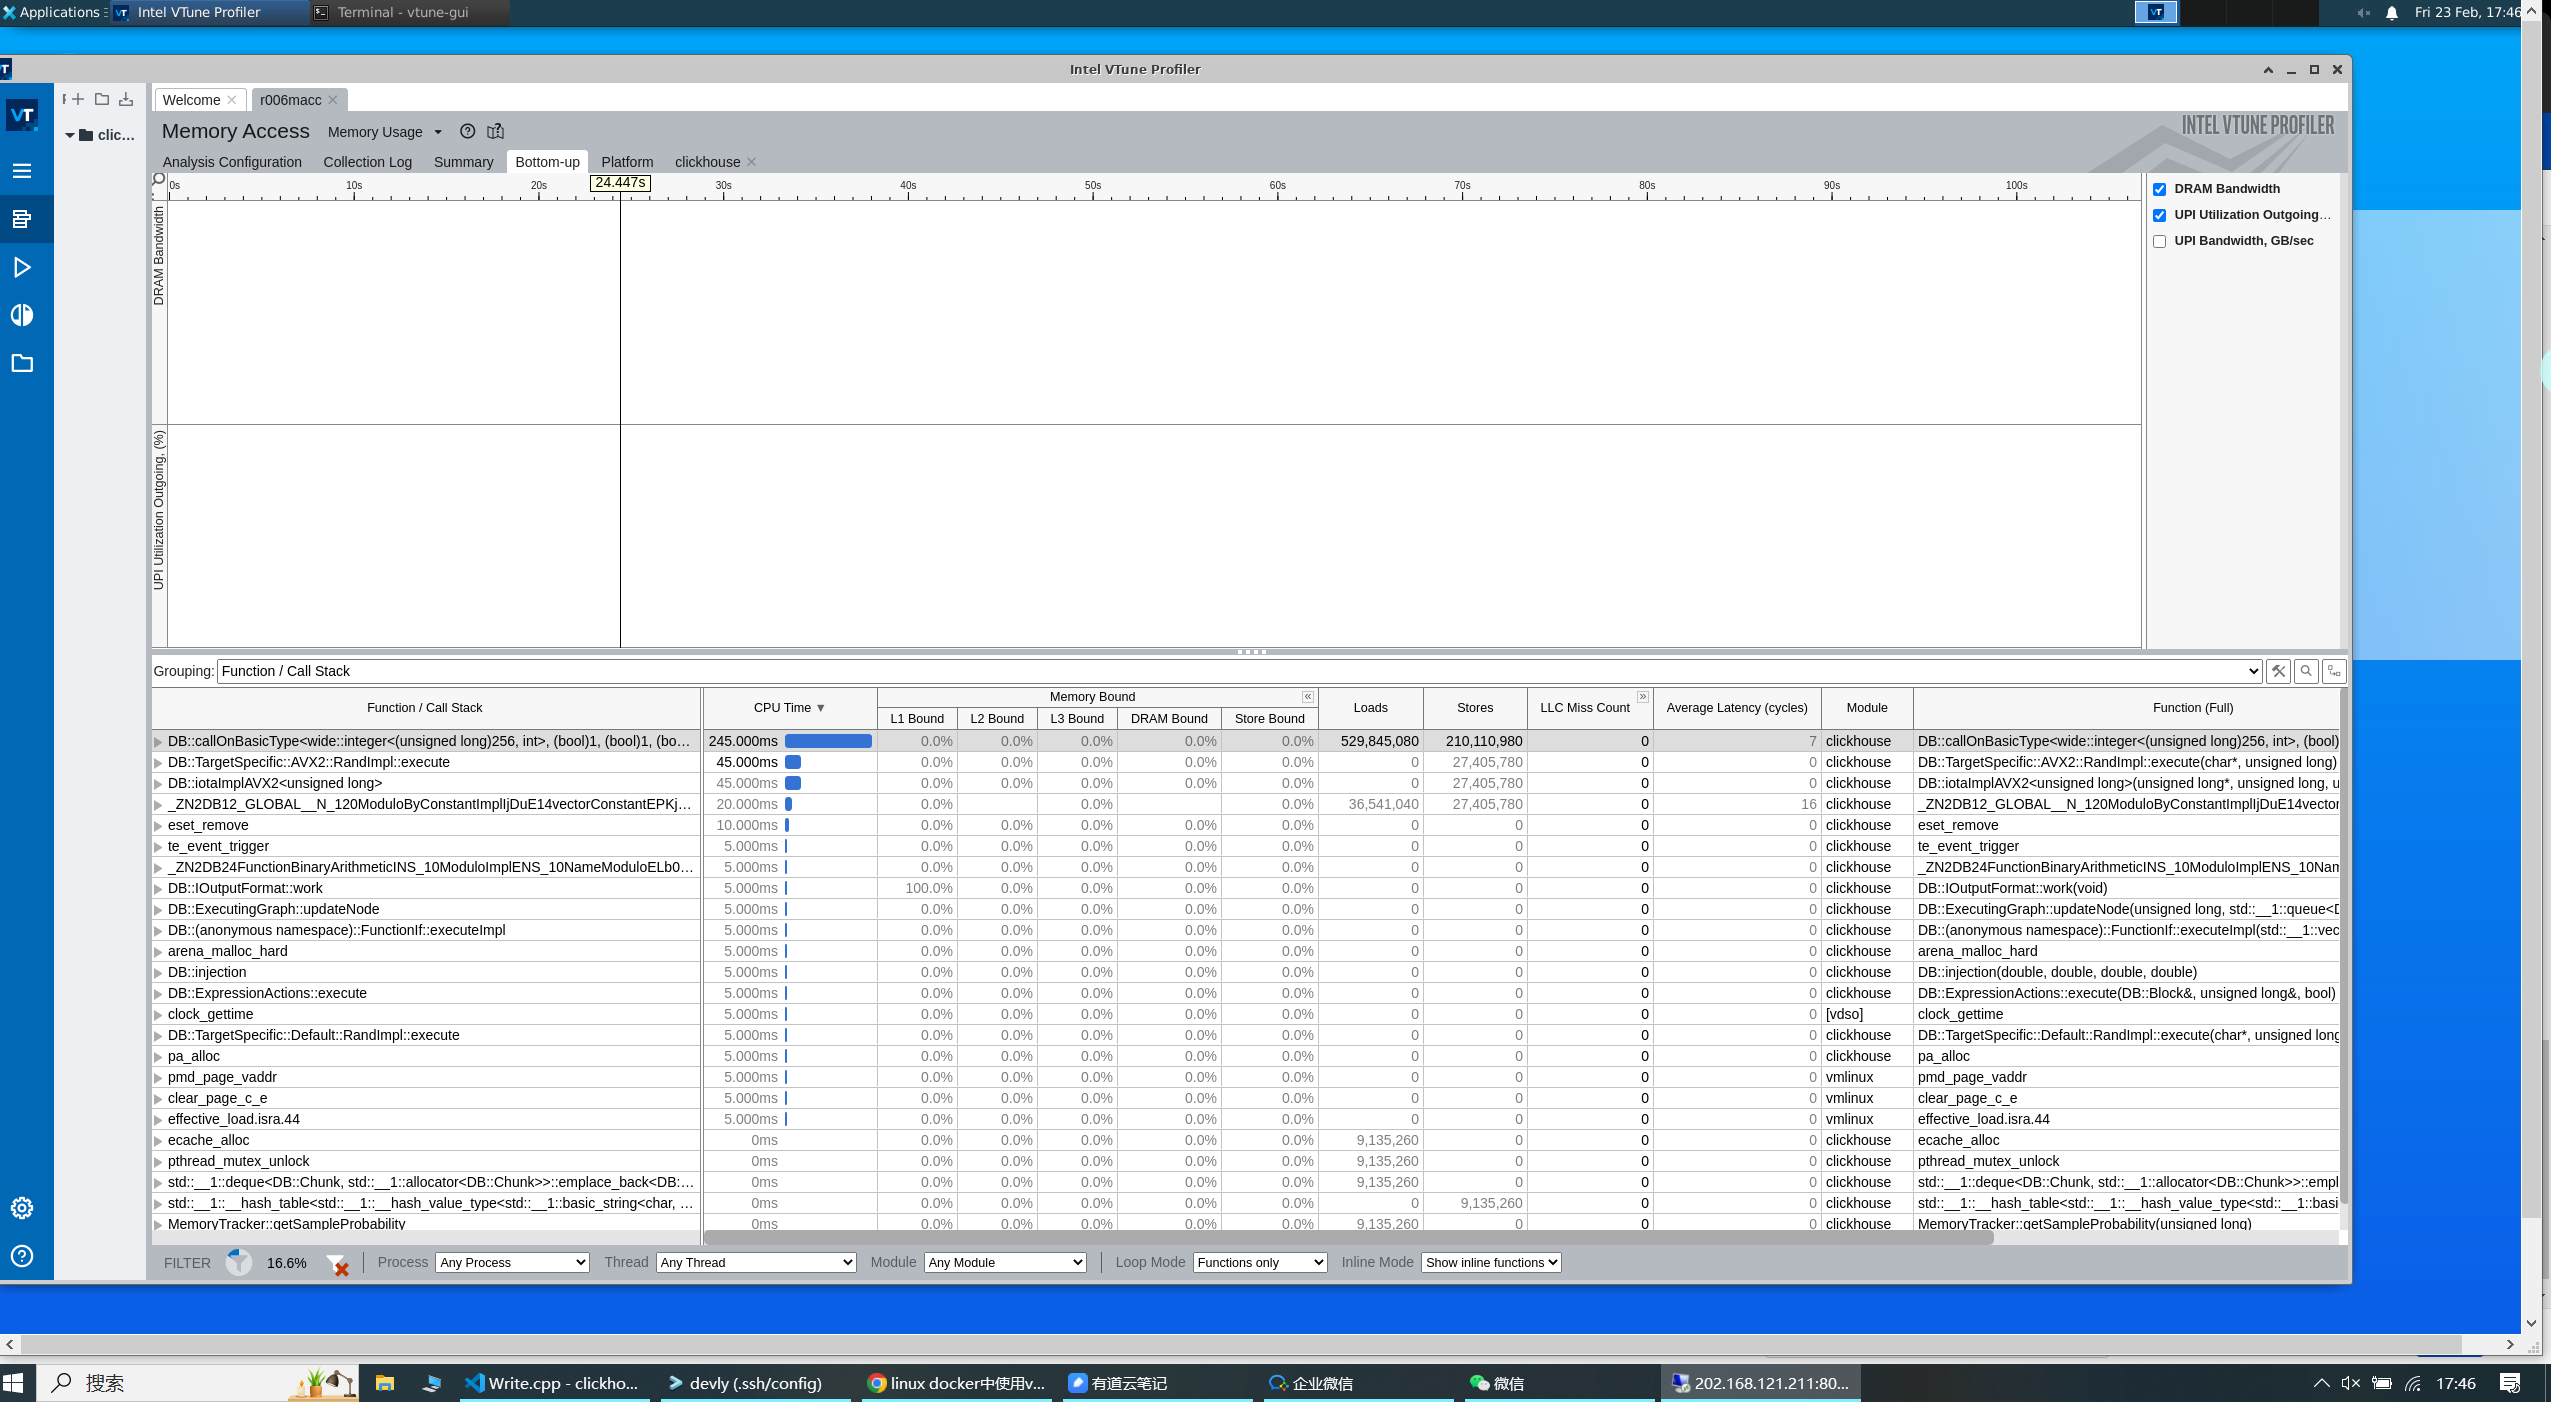 Applications
Intel VTune Profiler
Terminal - vtune-gui
Fri 23 Feb, 17:46
Intel VTune Profiler
Welcome
r006macc
VT
clic...
Memory Access
Memory Usage
INTEL VTUNE PROFILER
Analysis Configuration
Collection Log
Summary
Bottom-up
Platform
clickhouse
0s 10s 20s 24.447s 30s 40s 50s 60s 70s 80s 90s 100s
DRAM Bandwidth
UPI Utilization Outgoing, (%)
DRAM Bandwidth
UPI Utilization Outgoing...
UPI Bandwidth, GB/sec
Grouping: Function / Call Stack
Function / Call Stack CPU Time Memory Bound Loads Stores LLC Miss Count Average Latency (cycles) Module Function (Full)
L1 Bound L2 Bound L3 Bound DRAM Bound Store Bound
DB::callOnBasicType<wide::integer<(unsigned long)256, int>, (bool)1, (bool)1, (bo... 245.000ms 0.0% 0.0% 0.0% 0.0% 0.0% 529,845,080 210,110,980 0 7 clickhouse DB::callOnBasicType<wide::integer<(unsigned long)256, int>, (bool)
DB::TargetSpecific::AVX2::RandImpl::execute 45.000ms 0.0% 0.0% 0.0% 0.0% 0.0% 0 27,405,780 0 0 clickhouse DB::TargetSpecific::AVX2::RandImpl::execute(char*, unsigned long)
DB::iotaImplAVX2<unsigned long> 45.000ms 0.0% 0.0% 0.0% 0.0% 0.0% 0 27,405,780 0 0 clickhouse DB::iotaImplAVX2<unsigned long>(unsigned long*, unsigned long, u
_ZN2DB12_GLOBAL__N_120ModuloByConstantImplIjDuE14vectorConstantEPKj... 20.000ms 0.0% 0.0% 0.0% 36,541,040 27,405,780 0 16 clickhouse _ZN2DB12_GLOBAL__N_120ModuloByConstantImplIjDuE14vector
eset_remove 10.000ms 0.0% 0.0% 0.0% 0.0% 0.0% 0 0 0 0 clickhouse eset_remove
te_event_trigger 5.000ms 0.0% 0.0% 0.0% 0.0% 0.0% 0 0 0 0 clickhouse te_event_trigger
_ZN2DB24FunctionBinaryArithmeticINS_10ModuloImplENS_10NameModuloELb0... 5.000ms 0.0% 0.0% 0.0% 0.0% 0.0% 0 0 0 0 clickhouse _ZN2DB24FunctionBinaryArithmeticINS_10ModuloImplENS_10Nam
DB::IOutputFormat::work 5.000ms 100.0% 0.0% 0.0% 0.0% 0.0% 0 0 0 0 clickhouse DB::IOutputFormat::work(void)
DB::ExecutingGraph::updateNode 5.000ms 0.0% 0.0% 0.0% 0.0% 0.0% 0 0 0 0 clickhouse DB::ExecutingGraph::updateNode(unsigned long, std::__1::queue<D
DB::(anonymous namespace)::FunctionIf::executeImpl 5.000ms 0.0% 0.0% 0.0% 0.0% 0.0% 0 0 0 0 clickhouse DB::(anonymous namespace)::FunctionIf::executeImpl(std::__1::vec
arena_malloc_hard 5.000ms 0.0% 0.0% 0.0% 0.0% 0.0% 0 0 0 0 clickhouse arena_malloc_hard
DB::injection 5.000ms 0.0% 0.0% 0.0% 0.0% 0.0% 0 0 0 0 clickhouse DB::injection(double, double, double, double)
DB::ExpressionActions::execute 5.000ms 0.0% 0.0% 0.0% 0.0% 0.0% 0 0 0 0 clickhouse DB::ExpressionActions::execute(DB::Block&, unsigned long&, bool)
clock_gettime 5.000ms 0.0% 0.0% 0.0% 0.0% 0.0% 0 0 0 0 [vdso] clock_gettime
DB::TargetSpecific::Default::RandImpl::execute 5.000ms 0.0% 0.0% 0.0% 0.0% 0.0% 0 0 0 0 clickhouse DB::TargetSpecific::Default::RandImpl::execute(char*, unsigned long
pa_alloc 5.000ms 0.0% 0.0% 0.0% 0.0% 0.0% 0 0 0 0 clickhouse pa_alloc
pmd_page_vaddr 5.000ms 0.0% 0.0% 0.0% 0.0% 0.0% 0 0 0 0 vmlinux pmd_page_vaddr
clear_page_c_e 5.000ms 0.0% 0.0% 0.0% 0.0% 0.0% 0 0 0 0 vmlinux clear_page_c_e
effective_load.isra.44 5.000ms 0.0% 0.0% 0.0% 0.0% 0.0% 0 0 0 0 vmlinux effective_load.isra.44
ecache_alloc 0ms 0.0% 0.0% 0.0% 0.0% 0.0% 9,135,260 0 0 0 clickhouse ecache_alloc
pthread_mutex_unlock 0ms 0.0% 0.0% 0.0% 0.0% 0.0% 9,135,260 0 0 0 clickhouse pthread_mutex_unlock
std::__1::deque<DB::Chunk, std::__1::allocator<DB::Chunk>>::emplace_back<DB:... 0ms 0.0% 0.0% 0.0% 0.0% 0.0% 9,135,260 0 0 0 clickhouse std::__1::deque<DB::Chunk, std::__1::allocator<DB::Chunk>>::empl
std::__1::__hash_table<std::__1::__hash_value_type<std::__1::basic_string<char, ... 0ms 0.0% 0.0% 0.0% 0.0% 0.0% 0 9,135,260 0 0 clickhouse std::__1::__hash_table<std::__1::__hash_value_type<std::__1::basi
MemoryTracker::getSampleProbability 0ms 0.0% 0.0% 0.0% 0.0% 0.0% 9,135,260 0 0 0 clickhouse MemoryTracker::getSampleProbability(unsigned long)
FILTER 16.6% Process Any Process Thread Any Thread Module Any Module Loop Mode Functions only Inline Mode Show inline functions
搜索
Write.cpp - clickho...
devly (.ssh/config)
linux docker中使用v...
有道云笔记
企业微信
微信
202.168.121.211:80...
17:46